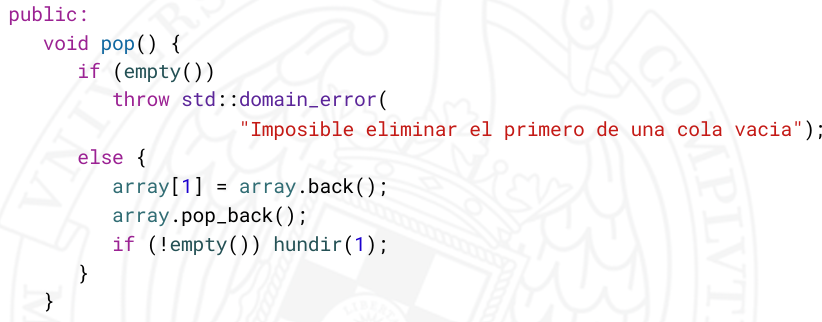 public:
   void pop() {
      if (empty())
         throw std::domain_error(
                    "Imposible eliminar el primero de una cola vacia");
      else {
         array[1] = array.back();
         array.pop_back();
         if (!empty()) hundir(1);
      }
   }